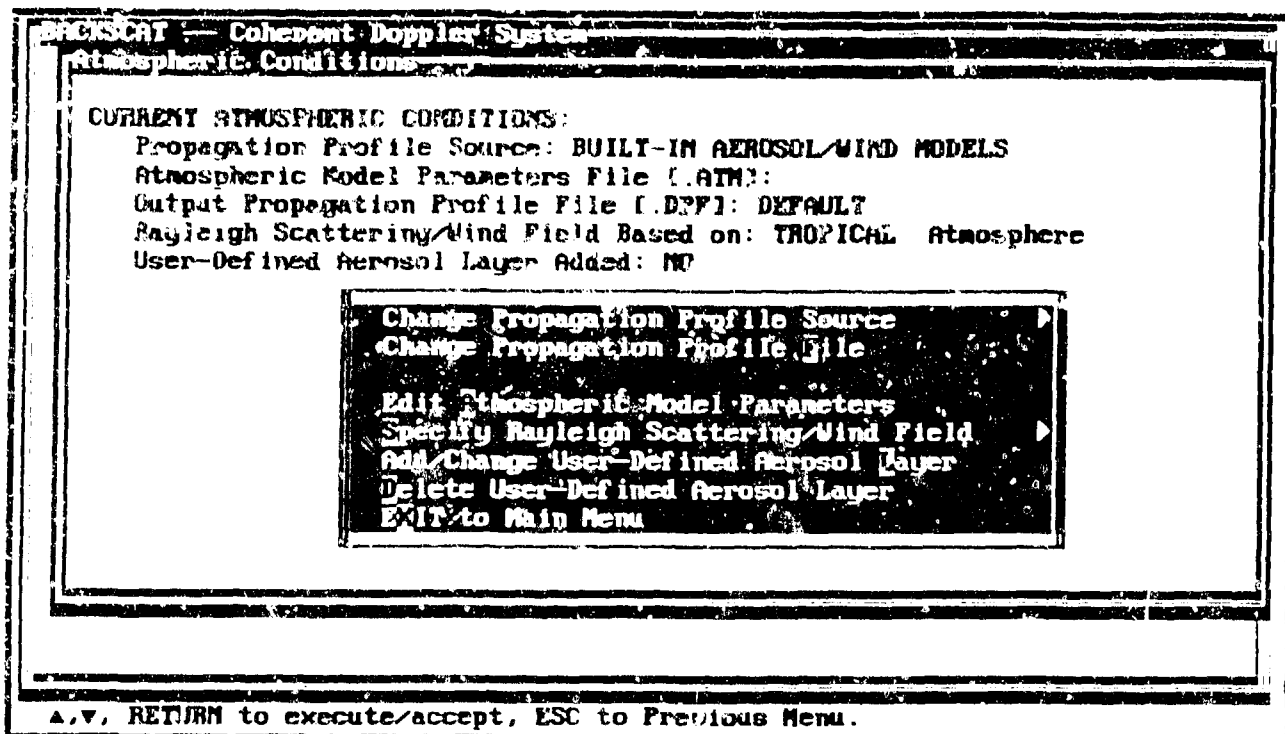 BACKSCAT — Coherent Doppler System
Atmospheric Conditions
CURRENT ATMOSPHERIC CONDITIONS:
Propagation Profile Source: BUILT-IN AEROSOL/WIND MODELS
Atmospheric Model Parameters File [.ATM]:
Output Propagation Profile File [.DPF]: DEFAULT
Rayleigh Scattering/Wind Field Based on: TROPICAL Atmosphere
User-Defined Aerosol Layer Added: NO
Change Propagation Profile Source ►
Change Propagation Profile File
Edit Atmospheric Model Parameters
Specify Rayleigh Scattering/Wind Field ►
Add/Change User-Defined Aerosol Layer
Delete User-Defined Aerosol Layer
EXIT to Main Menu
▲,▼, RETURN to execute/accept, ESC to Previous Menu.